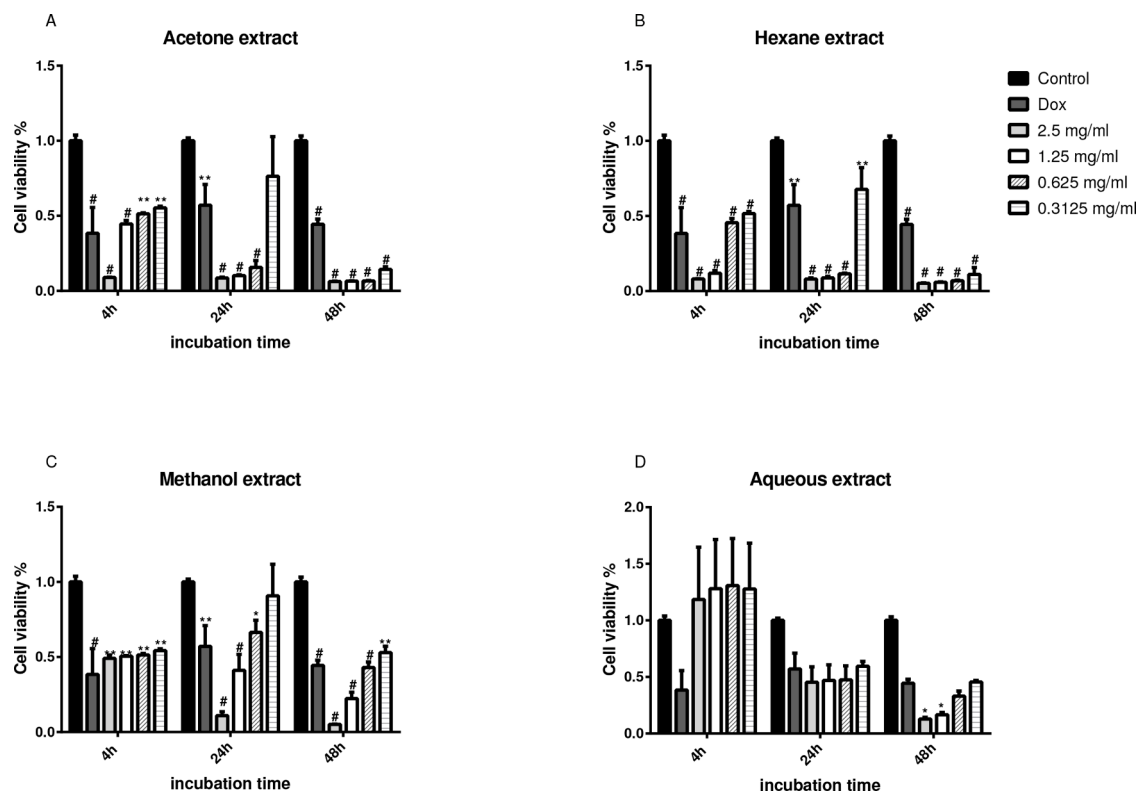 A
Acetone extract
Cell viability %
1.5
1.0
0.5
0.0
# # # ** **
** # # #
# # # # #
4h 24h 48h
incubation time
B
Hexane extract
Cell viability %
1.5
1.0
0.5
0.0
# # # # #
** # # # **
# # # # #
4h 24h 48h
incubation time
Control
Dox
2.5 mg/ml
1.25 mg/ml
0.625 mg/ml
0.3125 mg/ml
C
Methanol extract
Cell viability %
1.5
1.0
0.5
0.0
# ** ** ** **
** # # *
# # # # **
4h 24h 48h
incubation time
D
Aqueous extract
Cell viability %
2.0
1.5
1.0
0.5
0.0
* *
4h 24h 48h
incubation time